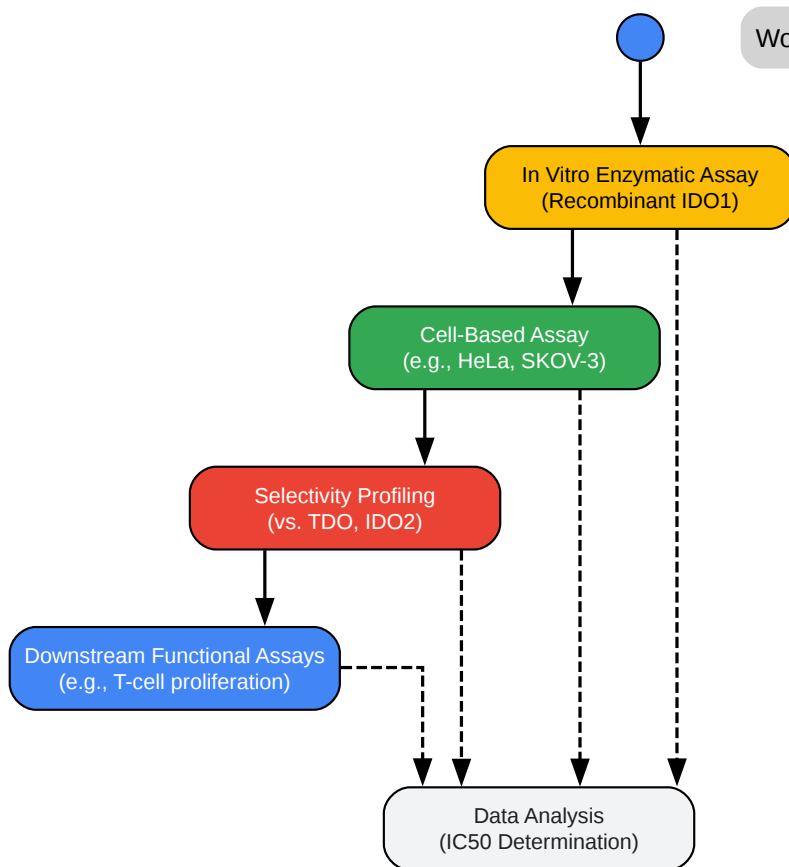 Wo
In Vitro Enzymatic Assay
(Recombinant IDO1)
Cell-Based Assay
(e.g., HeLa, SKOV-3)
Selectivity Profiling
(vs. TDO, IDO2)
Downstream Functional Assays
(e.g., T-cell proliferation)
Data Analysis
(IC50 Determination)